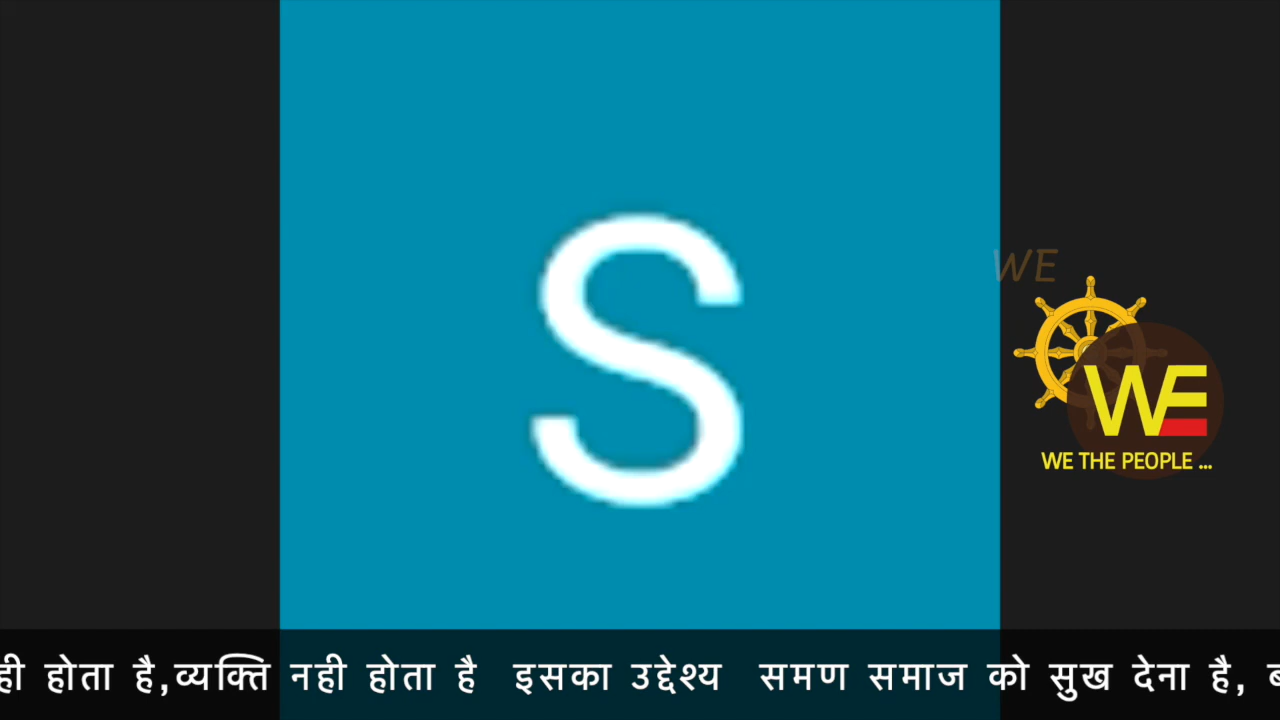 S
WE
WE
WE THE PEOPLE ...
ही होता है,व्यक्ति नही होता है इसका उद्देश्य समण समाज को सुख देना है,